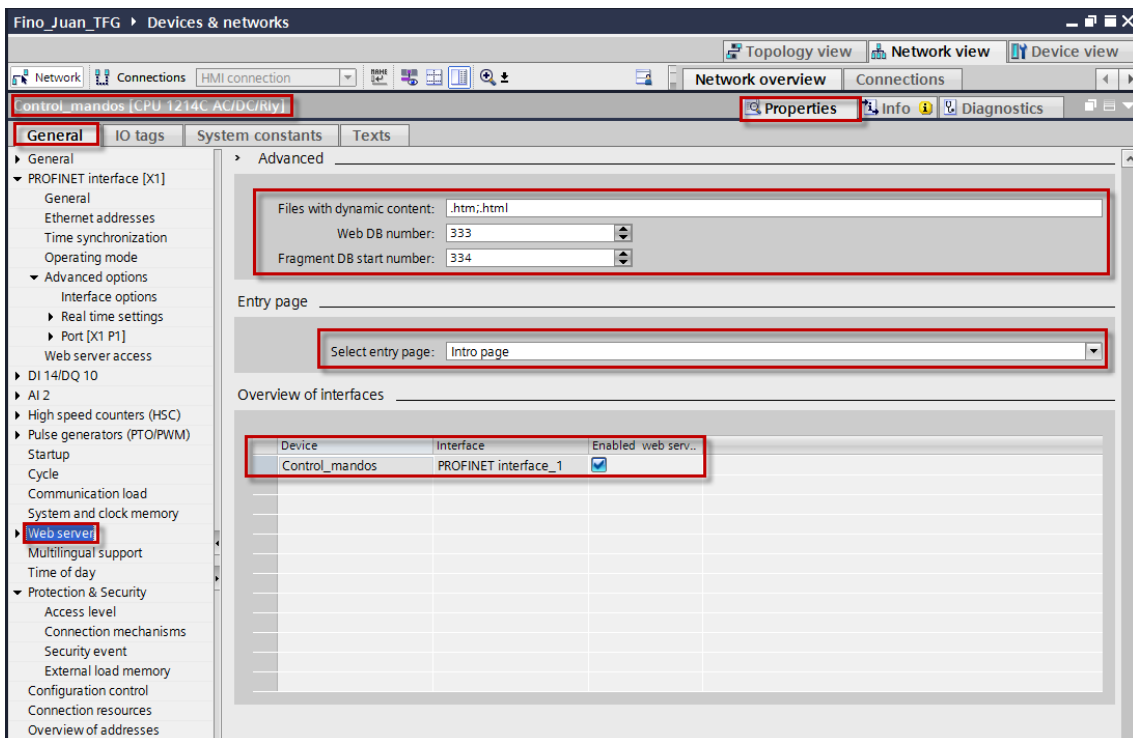 Fino_Juan_TFG ▸ Devices & networks
Topology view Network view Device view
Network Connections HMI connection Network overview Connections
Control_mandos [CPU 1214C AC/DC/Rly] Properties Info Diagnostics
General IO tags System constants Texts
General
PROFINET interface [X1]
General
Ethernet addresses
Time synchronization
Operating mode
Advanced options
Interface options
Real time settings
Port [X1 P1]
Web server access
DI 14/DQ 10
AI 2
High speed counters (HSC)
Pulse generators (PTO/PWM)
Startup
Cycle
Communication load
System and clock memory
Web server
Multilingual support
Time of day
Protection & Security
Access level
Connection mechanisms
Security event
External load memory
Configuration control
Connection resources
Overview of addresses
Advanced
Files with dynamic content: .htm;.html
Web DB number: 333
Fragment DB start number: 334
Entry page
Select entry page: Intro page
Overview of interfaces
Device Interface Enabled web serv..
Control_mandos PROFINET interface_1